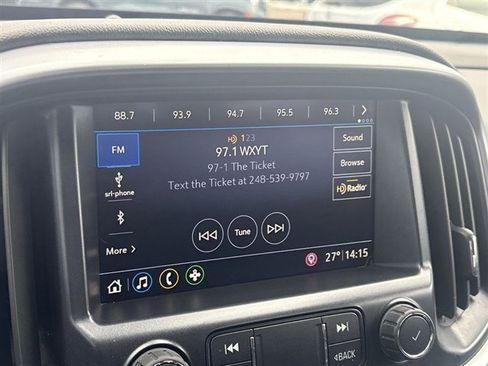 88.7 93.9 94.7 95.5 96.3
HD 123
FM
97.1 WXYT
Sound
97-1 The Ticket
Text the Ticket at 248-539-9797
Browse
srl-phone
HD Radio
More
Tune
27° 14:15
BACK